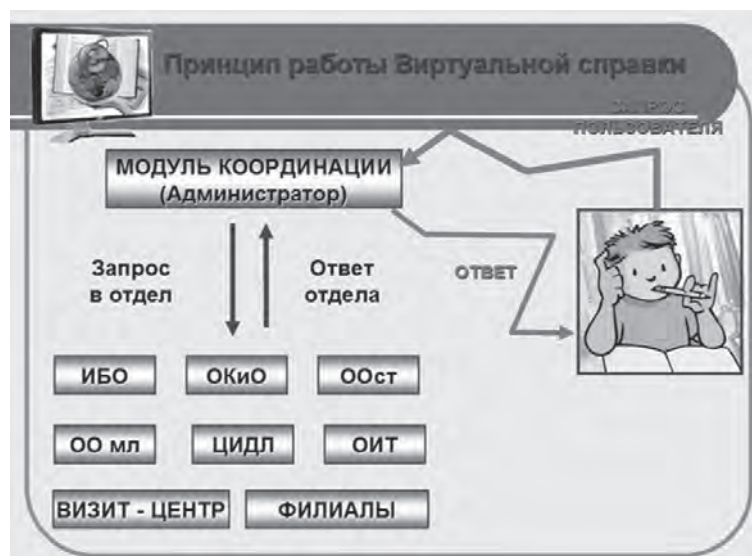 Принцип работы Виртуальной справки
ЗАПРОС
ПОЛЬЗОВАТЕЛЯ
МОДУЛЬ КООРДИНАЦИИ
(Администратор)
Запрос
в отдел
Ответ
отдела
ОТВЕТ
ИБО
ОКиО
ООст
ОО мл
ЦИДЛ
ОИТ
ВИЗИТ - ЦЕНТР
ФИЛИАЛЫ